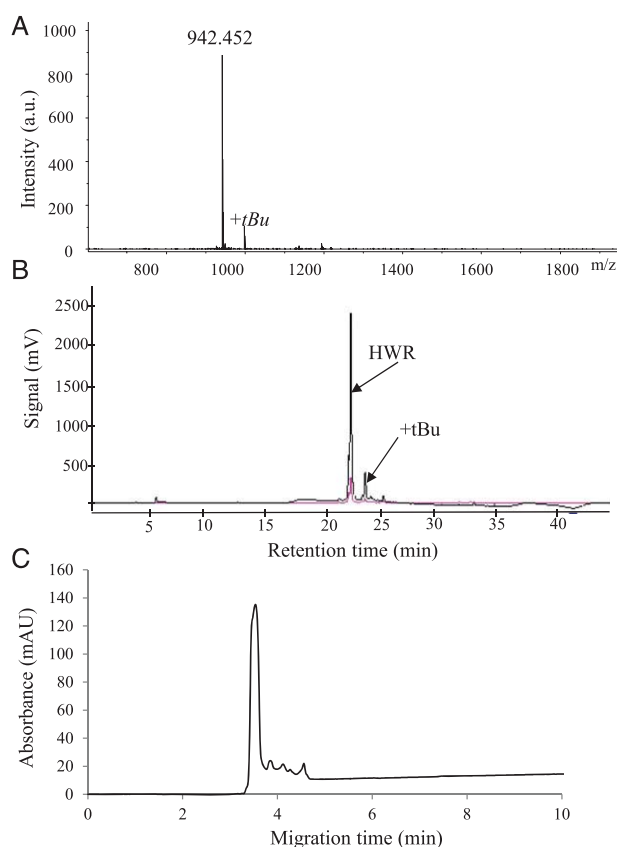 A
942.452
1000
800
600
400
200
0
Intensity (a.u.)
+tBu
800 1000 1200 1400 1600 1800 m/z
B
2500
2000
1500
1000
500
Signal (mV)
HWR
+tBu
5 10 15 20 25 30 35 40
Retention time (min)
C
160
140
120
100
80
60
40
20
0
Absorbance (mAU)
0 2 4 6 8 10
Migration time (min)